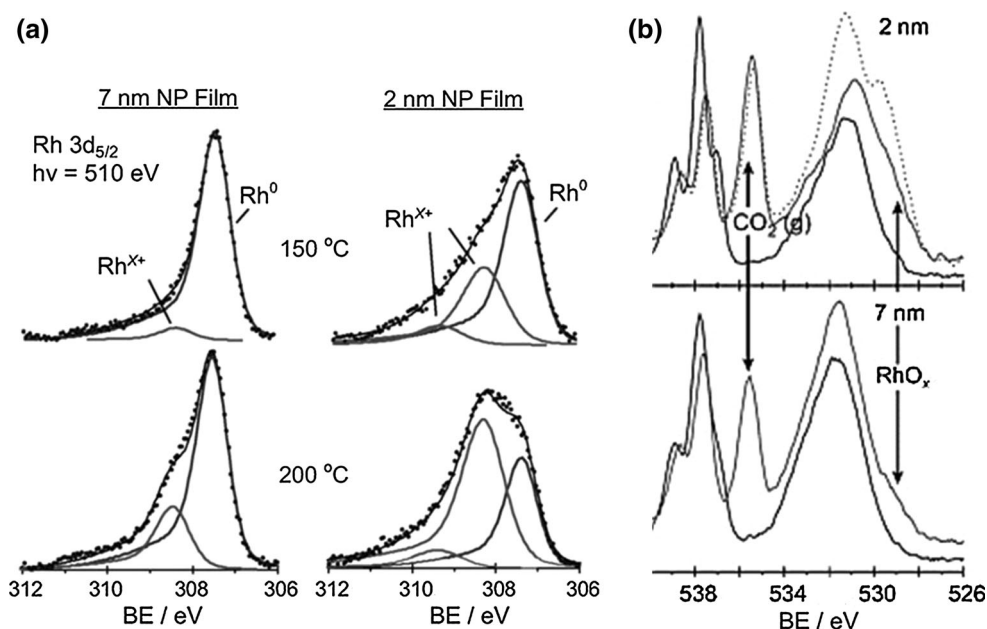 (a)
7 nm NP Film
2 nm NP Film
Rh 3d5/2
hν = 510 eV
Rh⁰
Rhˣ⁺
150 °C
Rhˣ⁺
Rh⁰
200 °C
312 310 308 306
BE / eV
312 310 308 306
BE / eV
(b)
2 nm
CO₂ (g)
7 nm
RhOₓ
538 534 530 526
BE / eV